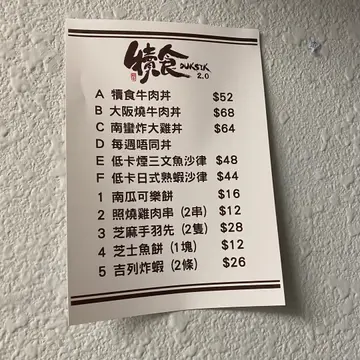 犢食
2.0
A 犢食牛肉丼 $52
B 大阪燒牛肉丼 $68
C 南蠻炸大雞丼 $64
D 每週唔同丼
E 低卡煙三文魚沙律 $48
F 低卡日式熟蝦沙律 $44
1 南瓜可樂餅 $16
2 照燒雞肉串 (2串) $12
3 芝麻手羽先 (2隻) $28
4 芝士魚餅 (1塊) $12
5 吉列炸蝦 (2條) $26